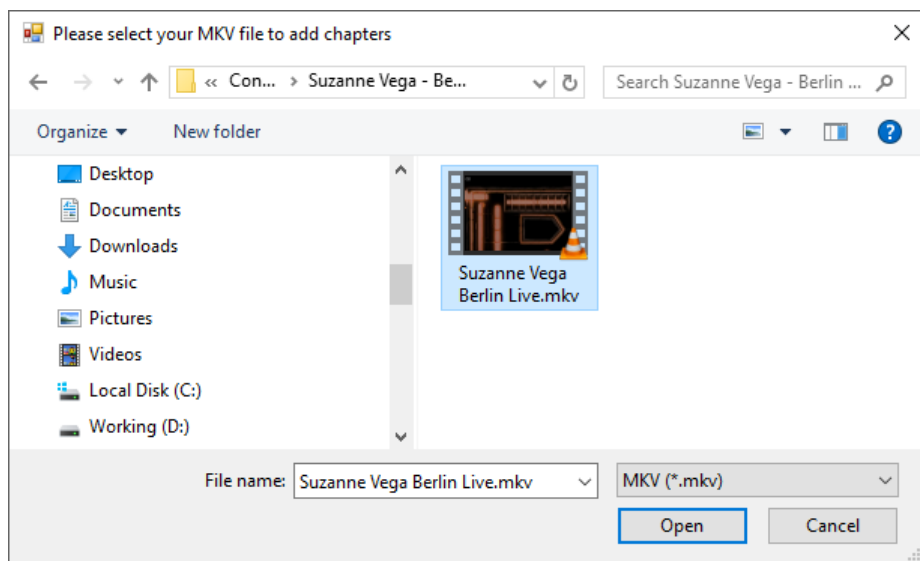 Please select your MKV file to add chapters
« Con... › Suzanne Vega - Be...
Search Suzanne Vega - Berlin ...
Organize
New folder
?
Desktop
Documents
Downloads
Music
Pictures
Videos
Local Disk (C:)
Working (D:)
Suzanne Vega
Berlin Live.mkv
File name: Suzanne Vega Berlin Live.mkv
MKV (*.mkv)
Open
Cancel